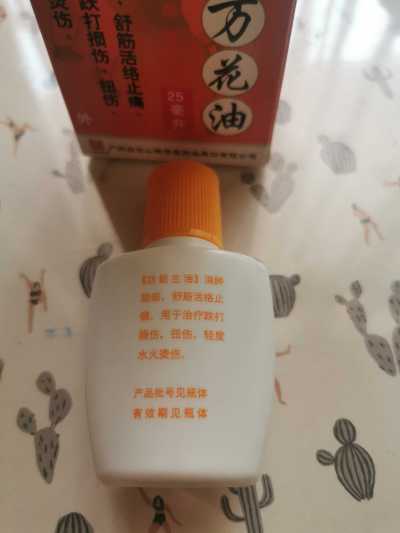 万花油
25毫升
舒筋活络止痛。
跌打损伤，扭伤，
烫伤。
外
【功能主治】消肿
散瘀，舒筋活络止
痛。用于治疗跌打
损伤，扭伤，轻度
水火烫伤。
产品批号见瓶体
有效期见瓶体